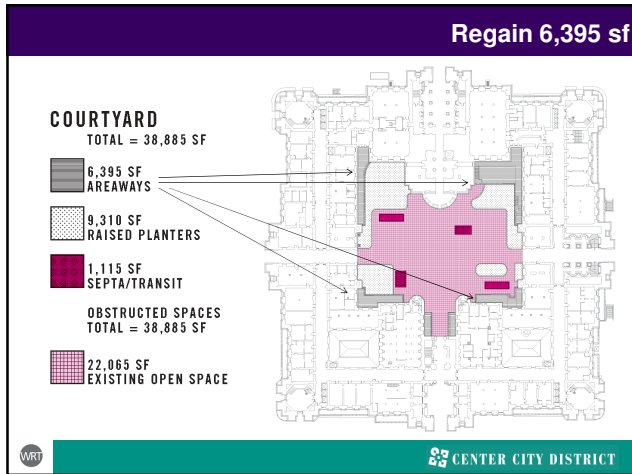 Regain 6,395 sf
COURTYARD
TOTAL = 38,885 SF
6,395 SF
AREAWAYS
9,310 SF
RAISED PLANTERS
1,115 SF
SEPTA/TRANSIT
OBSTRUCTED SPACES
TOTAL = 38,885 SF
22,065 SF
EXISTING OPEN SPACE
WRT
CENTER CITY DISTRICT